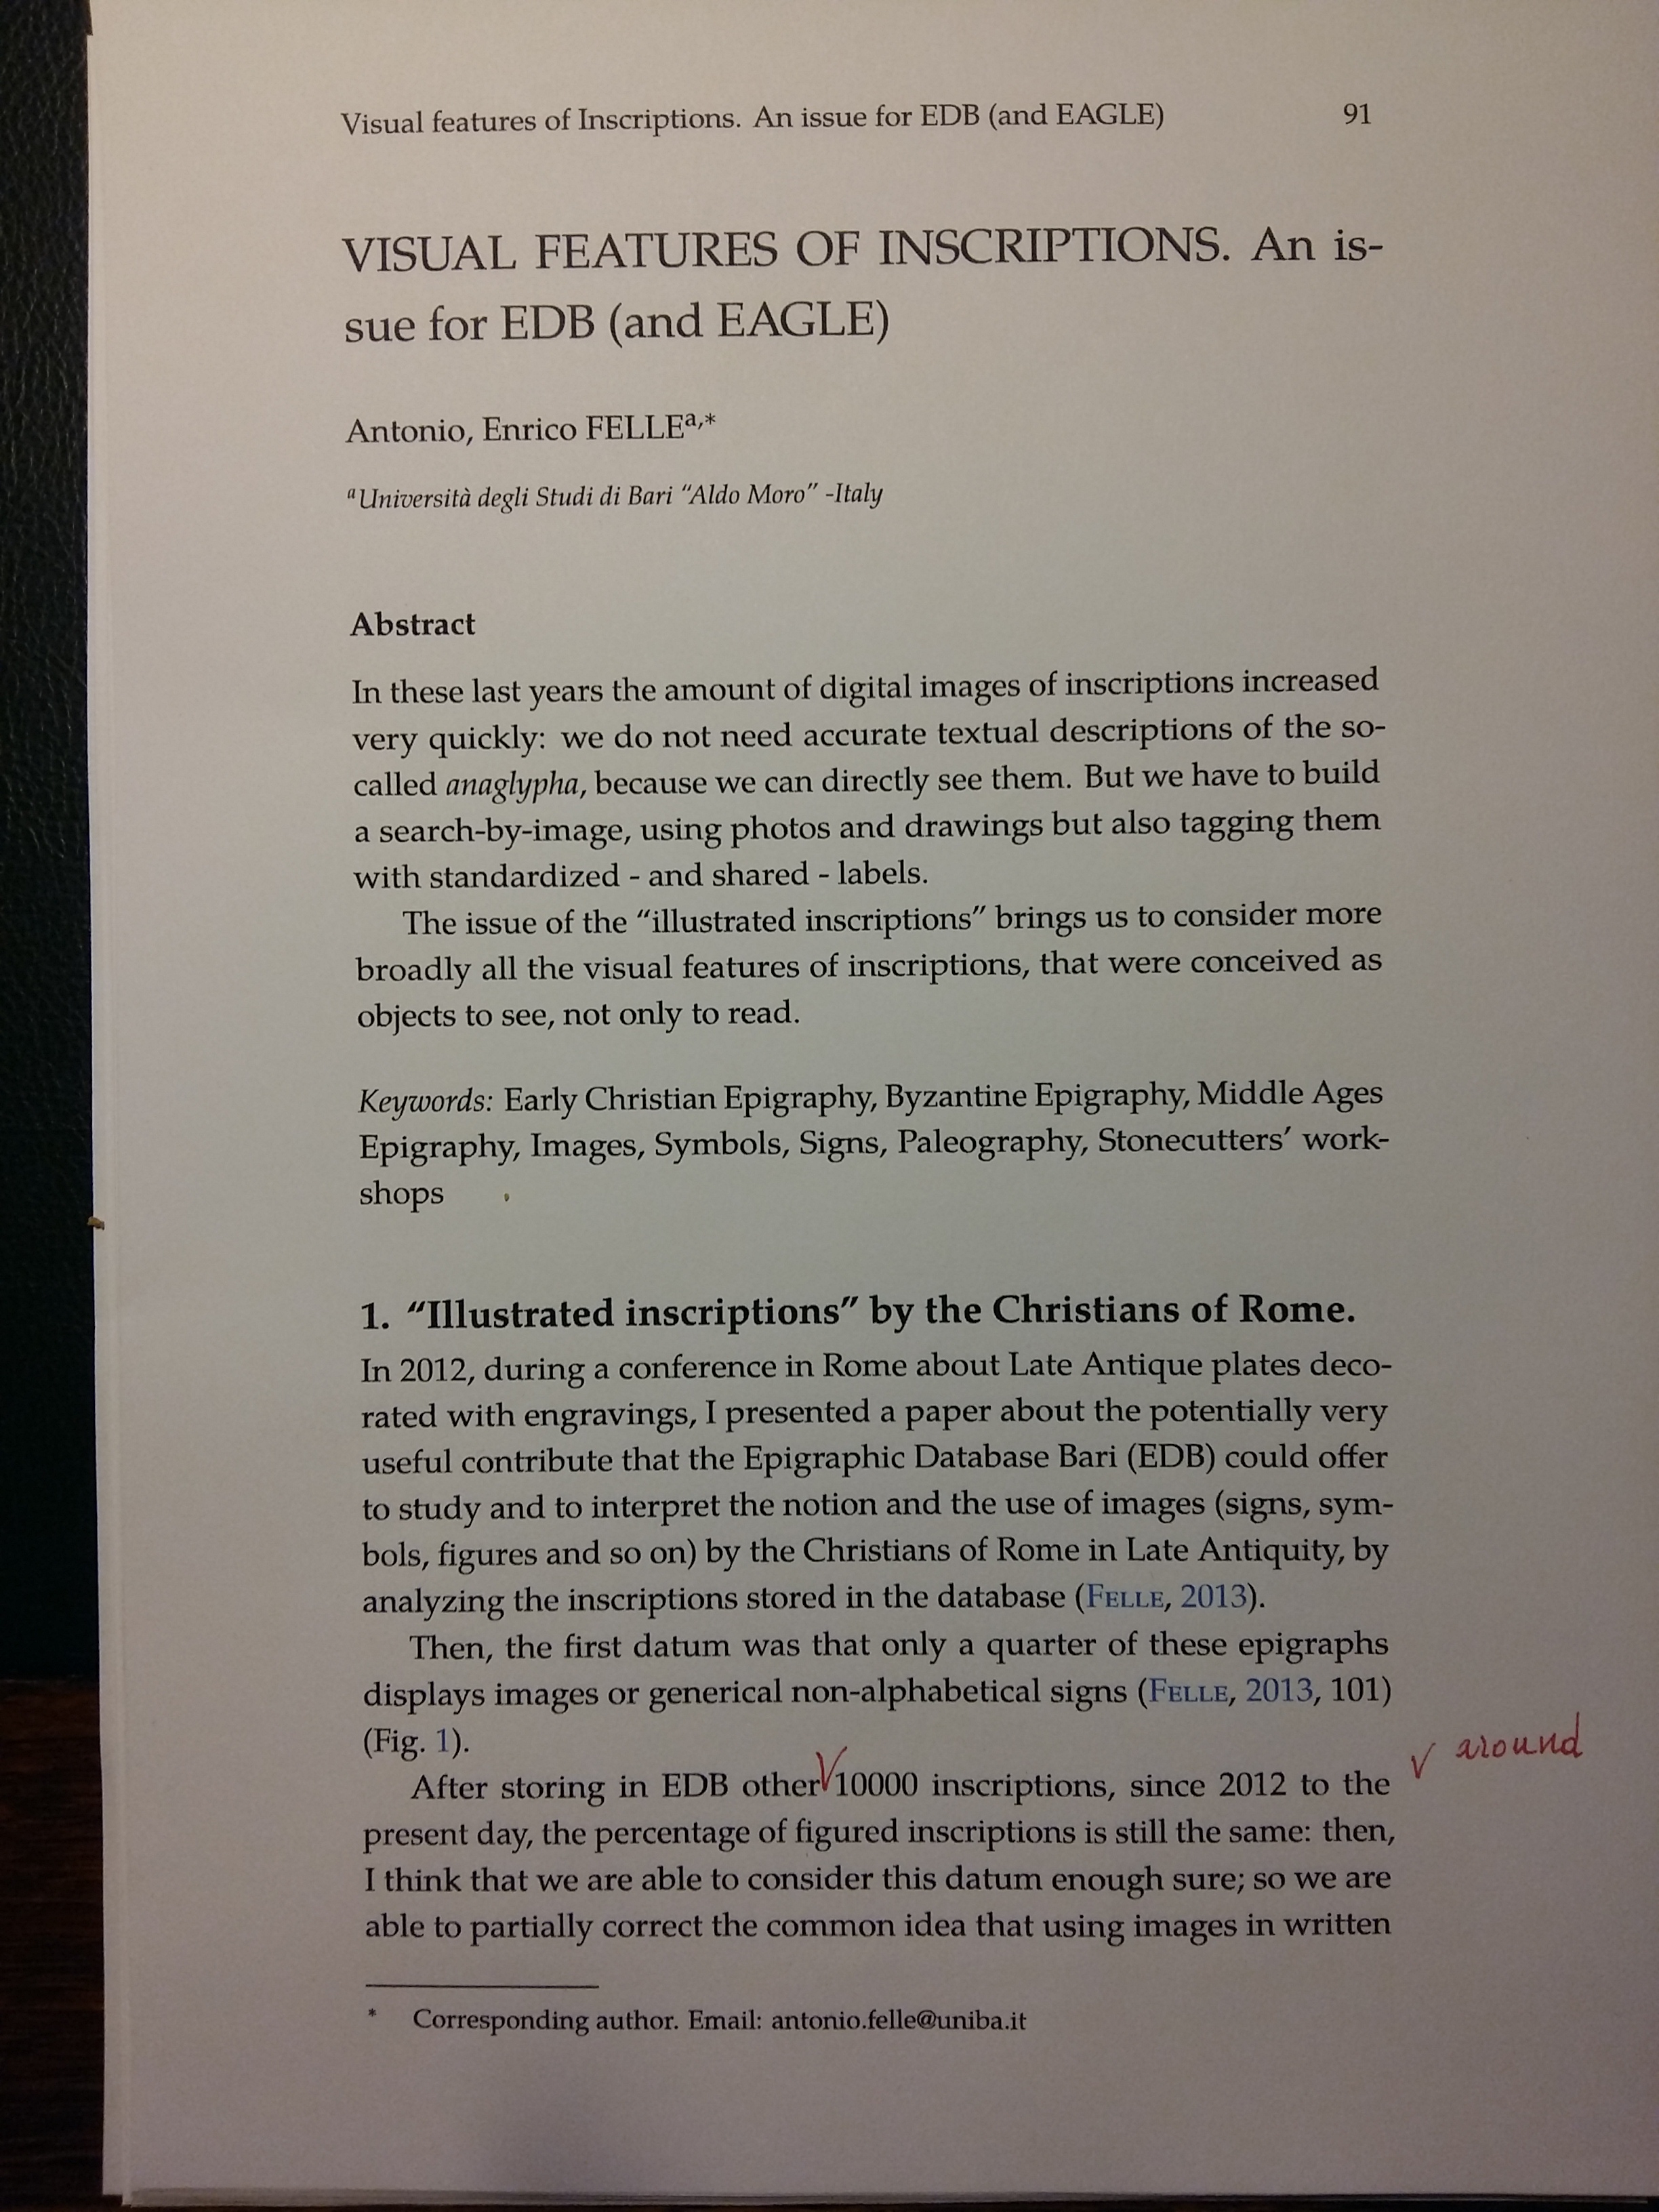 Visual features of Inscriptions. An issue for EDB (and EAGLE) 91
VISUAL FEATURES OF INSCRIPTIONS. An is-
sue for EDB (and EAGLE)
Antonio, Enrico FELLEa,*
aUniversità degli Studi di Bari “Aldo Moro” -Italy
Abstract
In these last years the amount of digital images of inscriptions increased
very quickly: we do not need accurate textual descriptions of the so-
called anaglypha, because we can directly see them. But we have to build
a search-by-image, using photos and drawings but also tagging them
with standardized - and shared - labels.
The issue of the “illustrated inscriptions” brings us to consider more
broadly all the visual features of inscriptions, that were conceived as
objects to see, not only to read.
Keywords: Early Christian Epigraphy, Byzantine Epigraphy, Middle Ages
Epigraphy, Images, Symbols, Signs, Paleography, Stonecutters’ work-
shops
1. “Illustrated inscriptions” by the Christians of Rome.
In 2012, during a conference in Rome about Late Antique plates deco-
rated with engravings, I presented a paper about the potentially very
useful contribute that the Epigraphic Database Bari (EDB) could offer
to study and to interpret the notion and the use of images (signs, sym-
bols, figures and so on) by the Christians of Rome in Late Antiquity, by
analyzing the inscriptions stored in the database (FELLE, 2013).
Then, the first datum was that only a quarter of these epigraphs
displays images or generical non-alphabetical signs (FELLE, 2013, 101)
(Fig. 1).
√ around
After storing in EDB other√10000 inscriptions, since 2012 to the
present day, the percentage of figured inscriptions is still the same: then,
I think that we are able to consider this datum enough sure; so we are
able to partially correct the common idea that using images in written
* Corresponding author. Email: antonio.felle@uniba.it